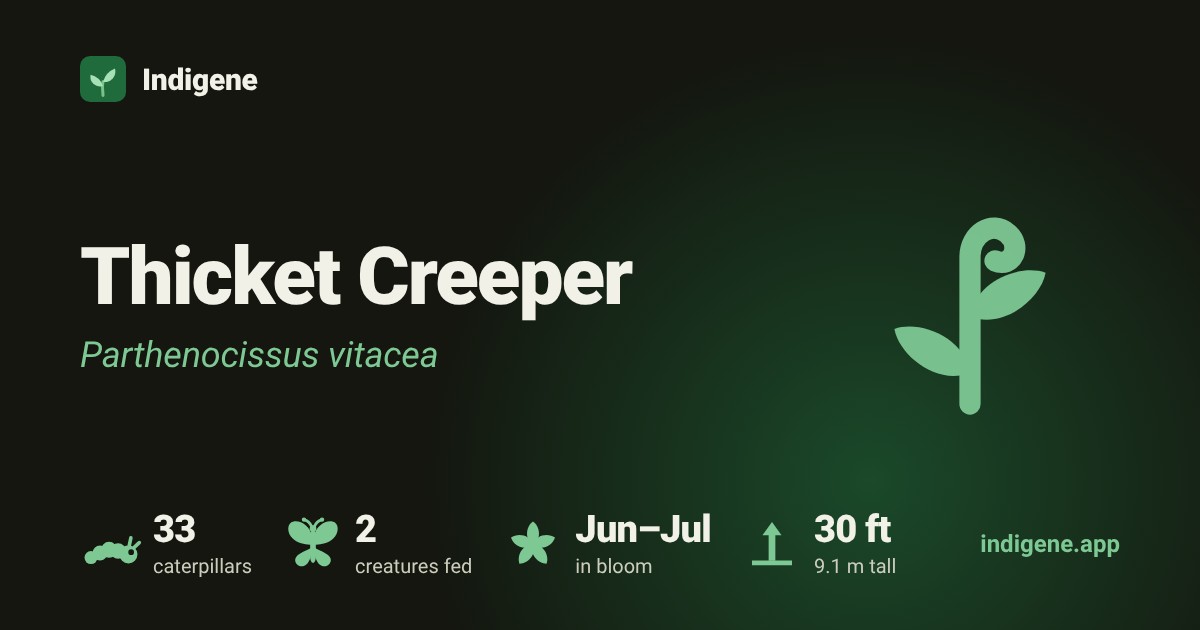 Indigene
Thicket Creeper
Parthenocissus vitacea
33
caterpillars
2
creatures fed
Jun–Jul
in bloom
30 ft
9.1 m tall
indigene.app